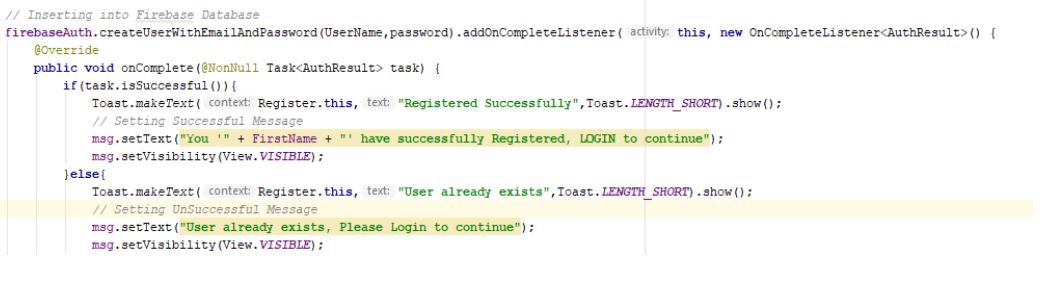 // Inserting into Firebase Database
firebaseAuth.createUserWithEmailAndPassword(UserName,password).addOnCompleteListener( activity: this, new OnCompleteListener<AuthResult>() {
@Override
public void onComplete(@NonNull Task<AuthResult> task) {
if(task.isSuccessful()){
Toast.makeText( context: Register.this, text: "Registered Successfully",Toast.LENGTH_SHORT).show();
// Setting Successful Message
msg.setText("You '" + FirstName + "' have successfully Registered, LOGIN to continue");
msg.setVisibility(View.VISIBLE);
}else{
Toast.makeText( context: Register.this, text: "User already exists",Toast.LENGTH_SHORT).show();
// Setting UnSuccessful Message
msg.setText("User already exists, Please Login to continue");
msg.setVisibility(View.VISIBLE);